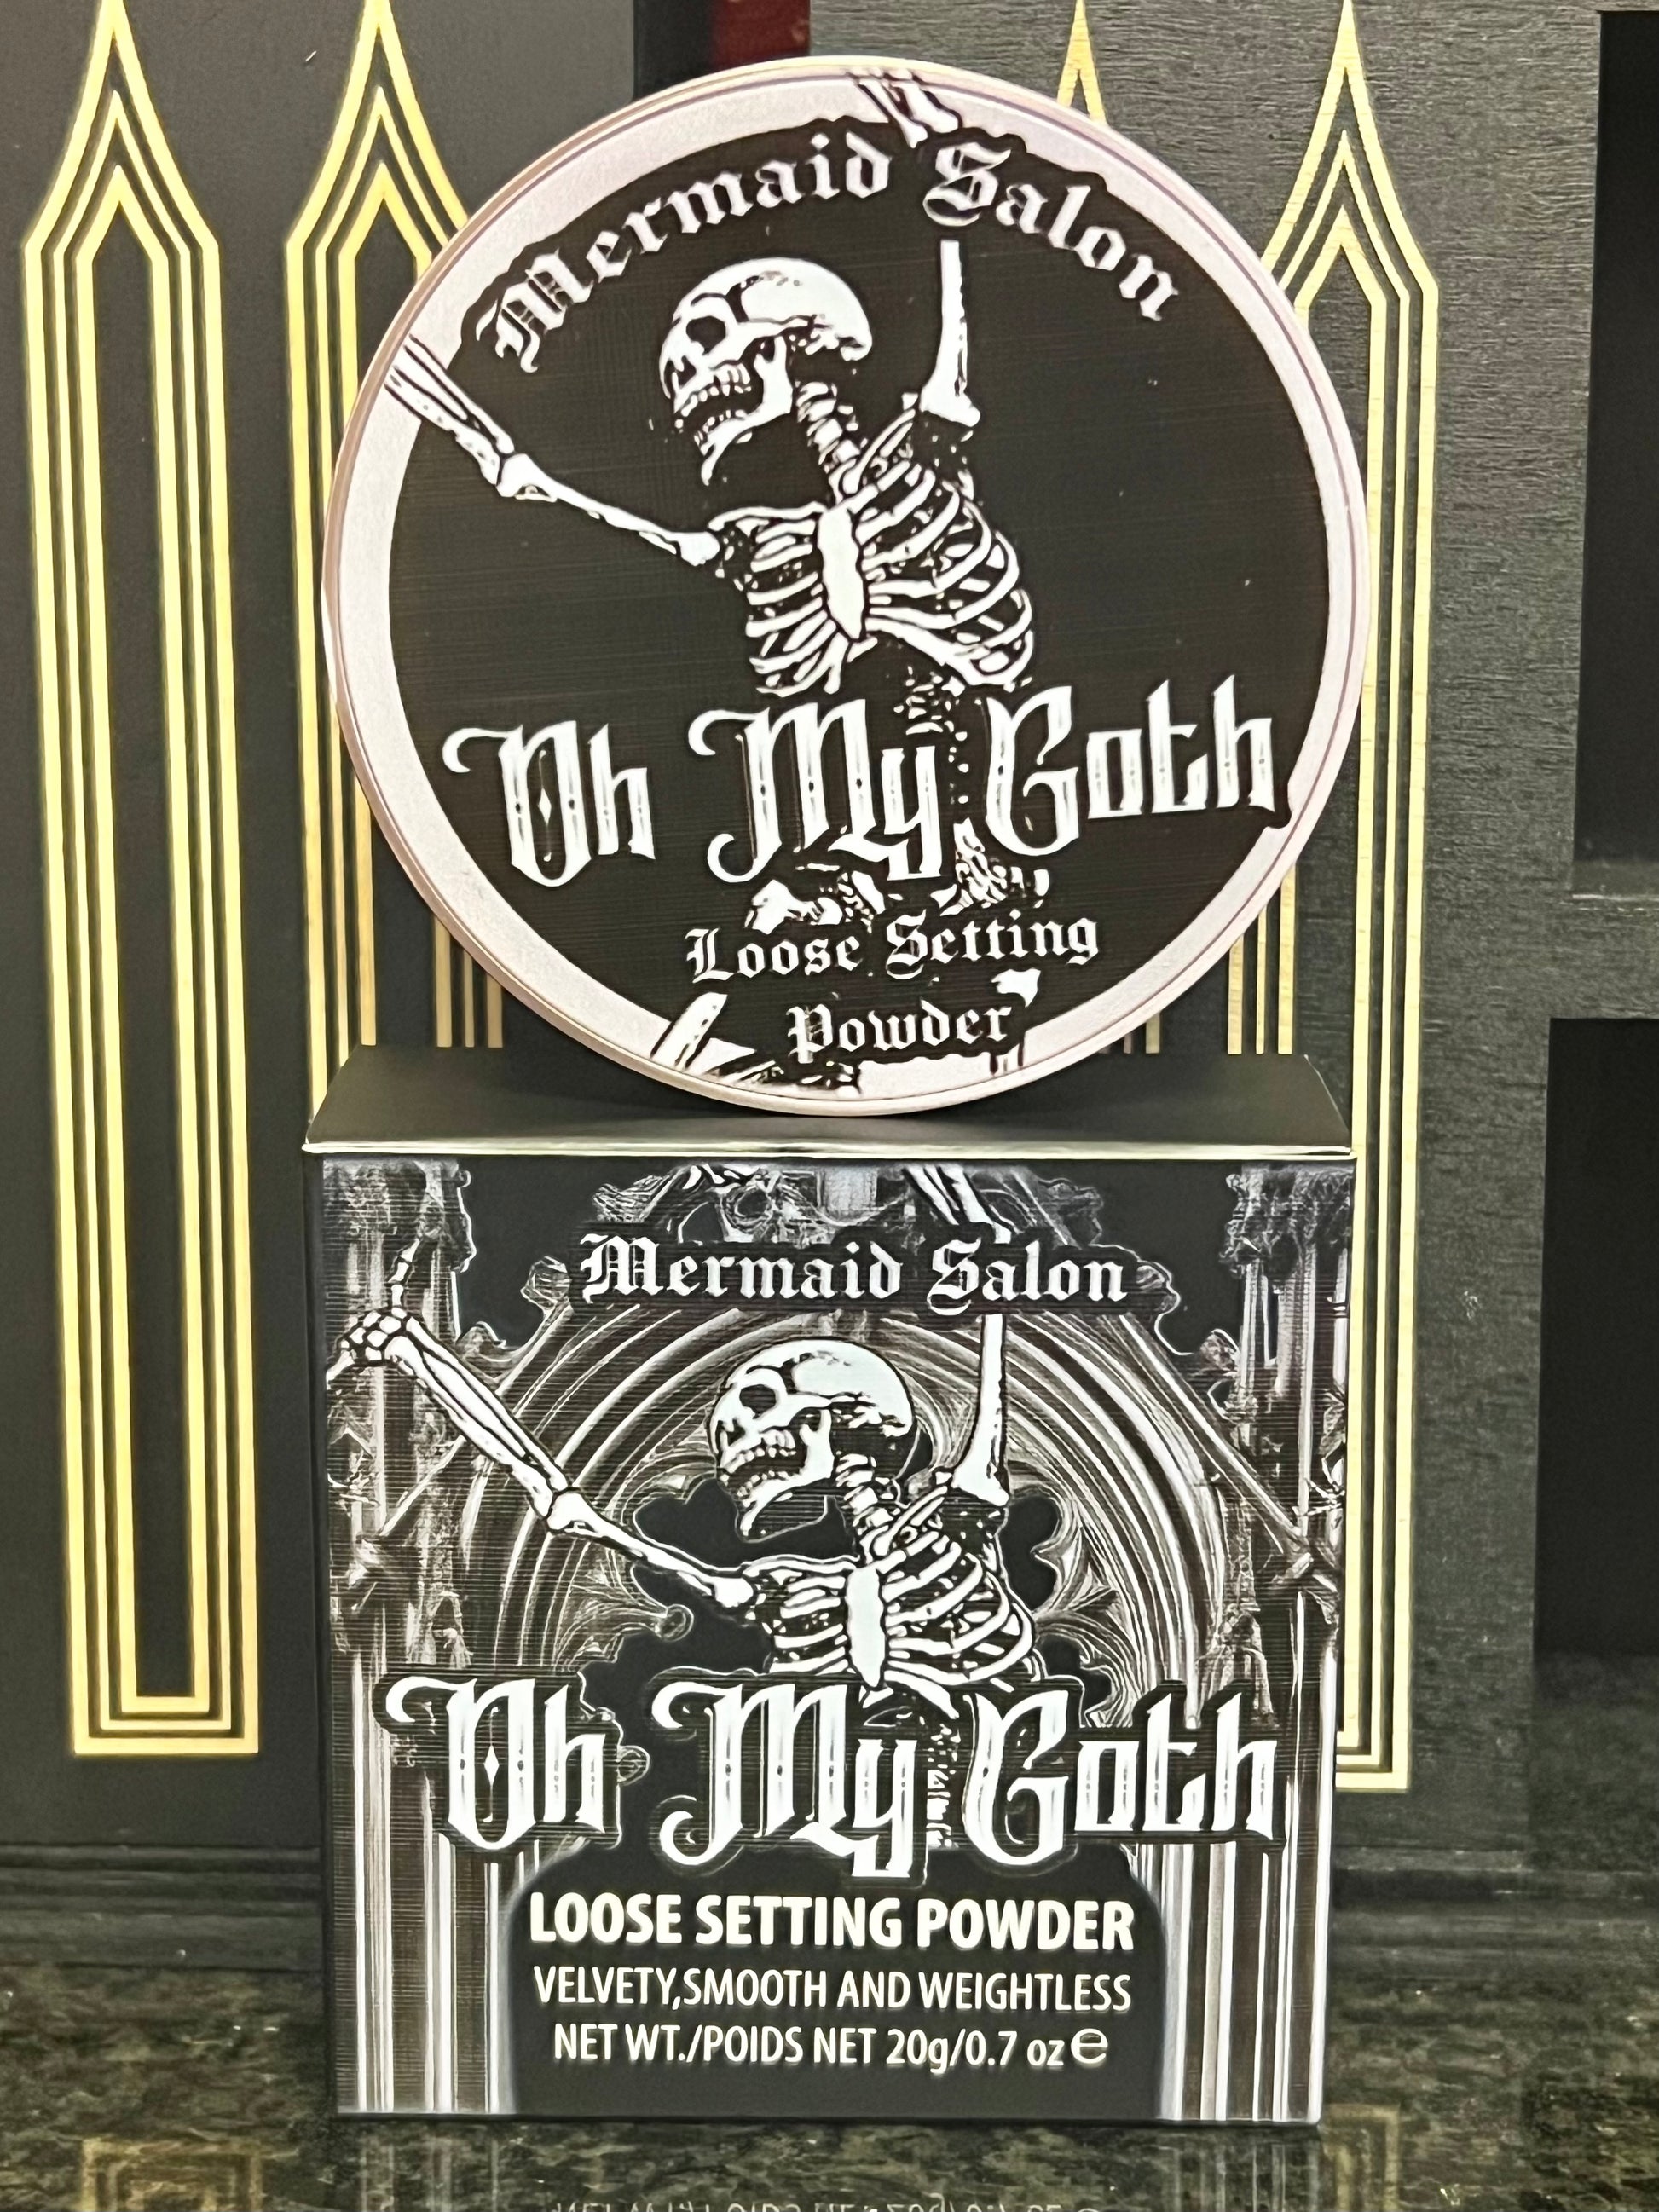 Mermaid Salon
Oh My Goth
Loose Setting
Powder
Mermaid Salon
Oh My Goth
LOOSE SETTING POWDER
VELVETY,SMOOTH AND WEIGHTLESS
NET WT./POIDS NET 20g/0.7 oz ℮